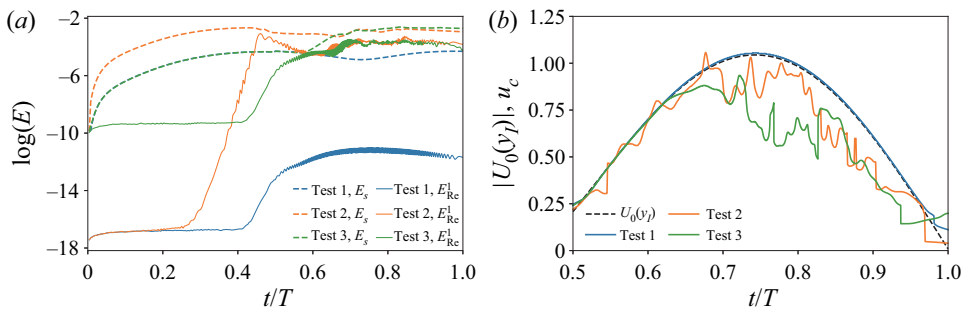 (a)
−2
−6
−10
−14
−18
log(E)
0
0.2
0.4
0.6
0.8
1.0
t/T
Test 1, E_s
Test 2, E_s
Test 3, E_s
Test 1, E^1_Re
Test 2, E^1_Re
Test 3, E^1_Re
(b)
1.25
1.00
0.75
0.50
0.25
0
|U_0(y_I)|, u_c
0.5
0.6
0.7
0.8
0.9
1.0
t/T
U_0(y_I)
Test 1
Test 2
Test 3